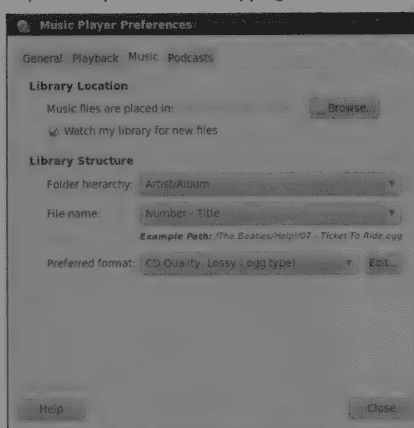 Music Player Preferences
General Playback Music Podcasts
Library Location
Music files are placed in: Browse...
Watch my library for new files
Library Structure
Folder hierarchy: Artist/Album
File name: Number - Title
Example Path: /The Beatles/Help!/07 - Ticket To Ride.ogg
Preferred format: CD Quality, Lossy (.ogg type) Edit...
Help Close